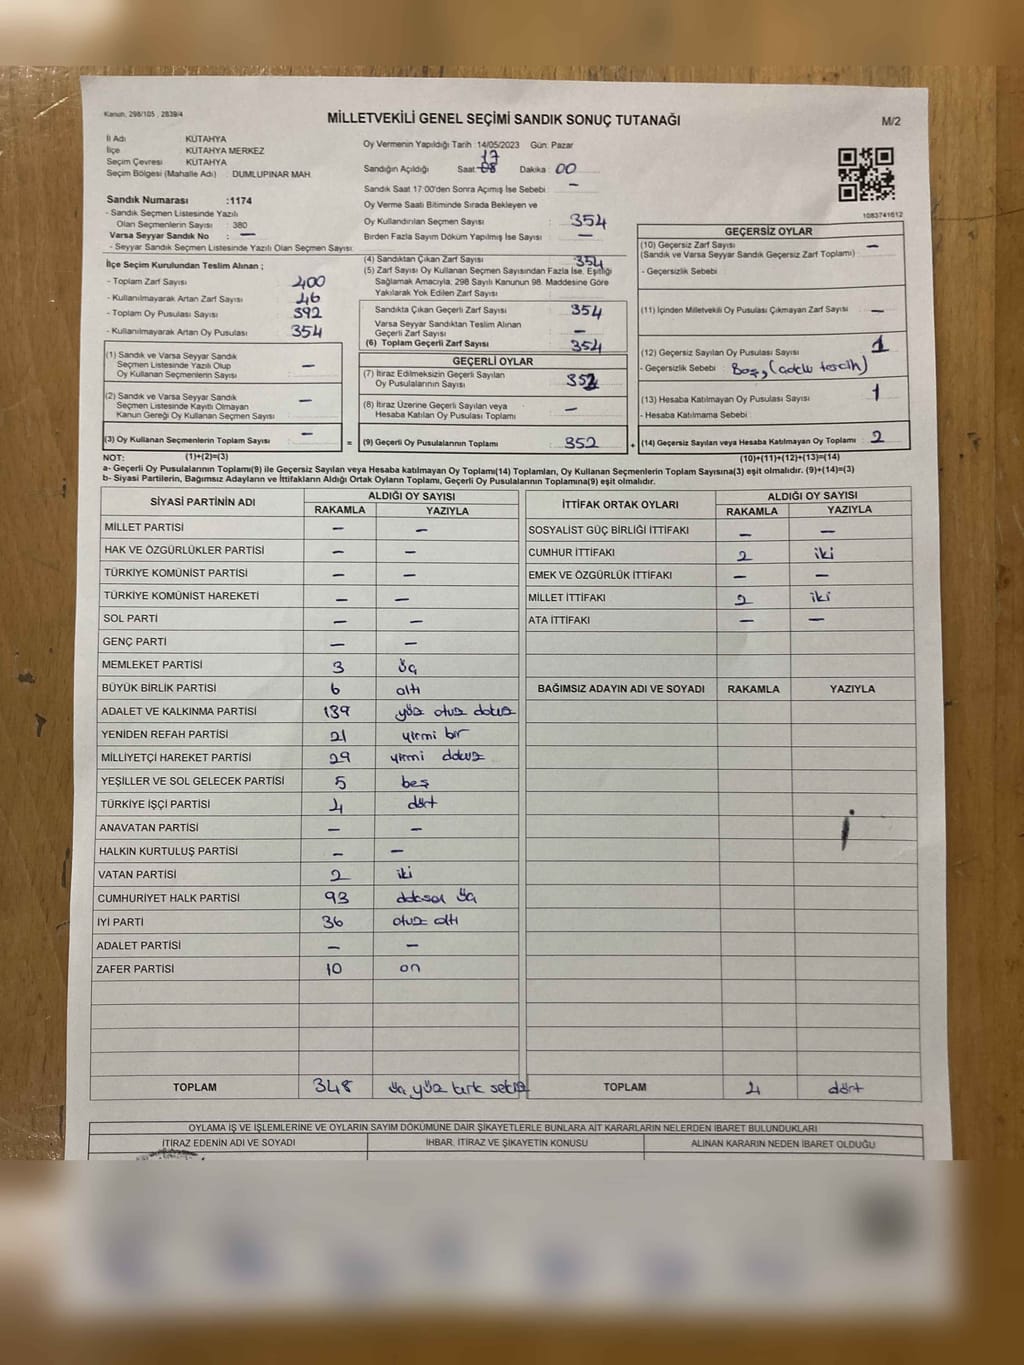 Kanun, 298/105 , 2839/4
MİLLETVEKİLİ GENEL SEÇİMİ SANDIK SONUÇ TUTANAĞI
M/2
İl Adı KÜTAHYA
İlçe KÜTAHYA MERKEZ
Seçim Çevresi KÜTAHYA
Seçim Bölgesi (Mahalle Adı) : DUMLUPINAR MAH.
Sandık Numarası :1174
- Sandık Seçmen Listesinde Yazılı
Olan Seçmenlerin Sayısı : 380
Varsa Seyyar Sandık No : —
- Seyyar Sandık Seçmen Listesinde Yazılı Olan Seçmen Sayısı:
Oy Vermenin Yapıldığı Tarih :14/05/2023 Gün: Pazar
17
Sandığın Açıldığı Saat: 08 Dakika : 00
Sandık Saat 17:00'den Sonra Açımış İse Sebebi : —
Oy Verme Saati Bitiminde Sırada Bekleyen ve
Oy Kullandırılan Seçmen Sayısı : 354
Birden Fazla Sayım Döküm Yapılmış İse Sayısı : —
1083741612
İlçe Seçim Kurulundan Teslim Alınan ;
- Toplam Zarf Sayısı : 400
- Kullanılmayarak Artan Zarf Sayısı : 46
- Toplam Oy Pusulası Sayısı : 392
- Kullanılmayarak Artan Oy Pusulası : 354
(1) Sandık ve Varsa Seyyar Sandık
Seçmen Listesinde Yazılı Olup
Oy Kullanan Seçmenlerin Sayısı : —
(2) Sandık ve Varsa Seyyar Sandık
Seçmen Listesinde Kayıtlı Olmayan
Kanun Gereği Oy Kullanan Seçmen Sayısı : —
(3) Oy Kullanan Seçmenlerin Toplam Sayısı : —
(4) Sandıktan Çıkan Zarf Sayısı : 354
(5) Zarf Sayısı Oy Kullanan Seçmen Sayısından Fazla İse, Eşitliği
Sağlamak Amacıyla, 298 Sayılı Kanunun 98. Maddesine Göre
Yakılarak Yok Edilen Zarf Sayısı :
Sandıkta Çıkan Geçerli Zarf Sayısı : 354
Varsa Seyyar Sandıktan Teslim Alınan
Geçerli Zarf Sayısı : —
(6) Toplam Geçerli Zarf Sayısı : 354
GEÇERLİ OYLAR
(7) İtiraz Edilmeksizin Geçerli Sayılan
Oy Pusulalarının Sayısı : 352
(8) İtiraz Üzerine Geçerli Sayılan veya
Hesaba Katılan Oy Pusulası Toplamı : —
= (9) Geçerli Oy Pusulalarının Toplamı : 352
GEÇERSİZ OYLAR
(10) Geçersiz Zarf Sayısı : —
(Sandık ve Varsa Seyyar Sandık Geçersiz Zarf Toplamı)
- Geçersizlik Sebebi :
(11) İçinden Milletvekili Oy Pusulası Çıkmayan Zarf Sayısı : —
(12) Geçersiz Sayılan Oy Pusulası Sayısı : 1
- Geçersizlik Sebebi : Boş,
(13) Hesaba Katılmayan Oy Pusulası Sayısı : 1
- Hesaba Katılmama Sebebi :
+ (14) Geçersiz Sayılan veya Hesaba Katılmayan Oy Toplamı : 2
NOT: (1)+(2)=(3)
(10)+(11)+(12)+(13)=(14)
a- Geçerli Oy Pusulalarının Toplamı(9) ile Geçersiz Sayılan veya Hesaba katılmayan Oy Toplamı(14) Toplamları, Oy Kullanan Seçmenlerin Toplam Sayısına(3) eşit olmalıdır. (9)+(14)=(3)
b- Siyasi Partilerin, Bağımsız Adayların ve İttifakların Aldığı Ortak Oyların Toplamı, Geçerli Oy Pusulalarının Toplamına(9) eşit olmalıdır.
SİYASİ PARTİNİN ADI ALDIĞI OY SAYISI
RAKAMLA YAZIYLA
MİLLET PARTİSİ — —
HAK VE ÖZGÜRLÜKLER PARTİSİ — —
TÜRKİYE KOMÜNİST PARTİSİ — —
TÜRKİYE KOMÜNİST HAREKETİ — —
SOL PARTİ — —
GENÇ PARTİ — —
MEMLEKET PARTİSİ 3 üç
BÜYÜK BİRLİK PARTİSİ 6 altı
ADALET VE KALKINMA PARTİSİ 139 yüz otuz dokuz
YENİDEN REFAH PARTİSİ 21 yirmi bir
MİLLİYETÇİ HAREKET PARTİSİ 29 yirmi dokuz
YEŞİLLER VE SOL GELECEK PARTİSİ 5 beş
TÜRKİYE İŞÇİ PARTİSİ 4 dört
ANAVATAN PARTİSİ — —
HALKIN KURTULUŞ PARTİSİ — —
VATAN PARTİSİ 2 iki
CUMHURİYET HALK PARTİSİ 93 doksan üç
İYİ PARTİ 36 otuz altı
ADALET PARTİSİ — —
ZAFER PARTİSİ 10 on
TOPLAM 348 üç yüz kırk sekiz
İTTİFAK ORTAK OYLARI ALDIĞI OY SAYISI
RAKAMLA YAZIYLA
SOSYALİST GÜÇ BİRLİĞİ İTTİFAKI — —
CUMHUR İTTİFAKI 2 iki
EMEK VE ÖZGÜRLÜK İTTİFAKI — —
MİLLET İTTİFAKI 2 iki
ATA İTTİFAKI — —
BAĞIMSIZ ADAYIN ADI VE SOYADI RAKAMLA YAZIYLA
TOPLAM 4 dört
OYLAMA İŞ VE İŞLEMLERİNE VE OYLARIN SAYIM DÖKÜMÜNE DAİR ŞİKAYETLERLE BUNLARA AİT KARARLARIN NELERDEN İBARET BULUNDUKLARI
İTİRAZ EDENİN ADI VE SOYADI İHBAR, İTİRAZ VE ŞİKAYETİN KONUSU ALINAN KARARIN NEDEN İBARET OLDUĞU